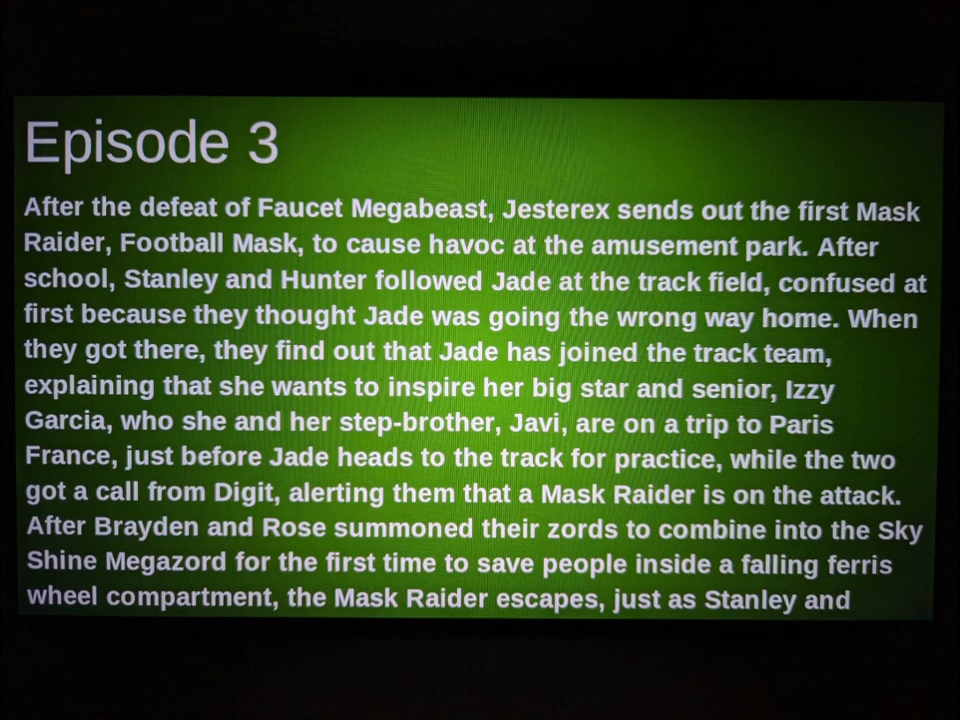 Episode 3
After the defeat of Faucet Megabeast, Jesterex sends out the first Mask
Raider, Football Mask, to cause havoc at the amusement park. After
school, Stanley and Hunter followed Jade at the track field, confused at
first because they thought Jade was going the wrong way home. When
they got there, they find out that Jade has joined the track team,
explaining that she wants to inspire her big star and senior, Izzy
Garcia, who she and her step-brother, Javi, are on a trip to Paris
France, just before Jade heads to the track for practice, while the two
got a call from Digit, alerting them that a Mask Raider is on the attack.
After Brayden and Rose summoned their zords to combine into the Sky
Shine Megazord for the first time to save people inside a falling ferris
wheel compartment, the Mask Raider escapes, just as Stanley and